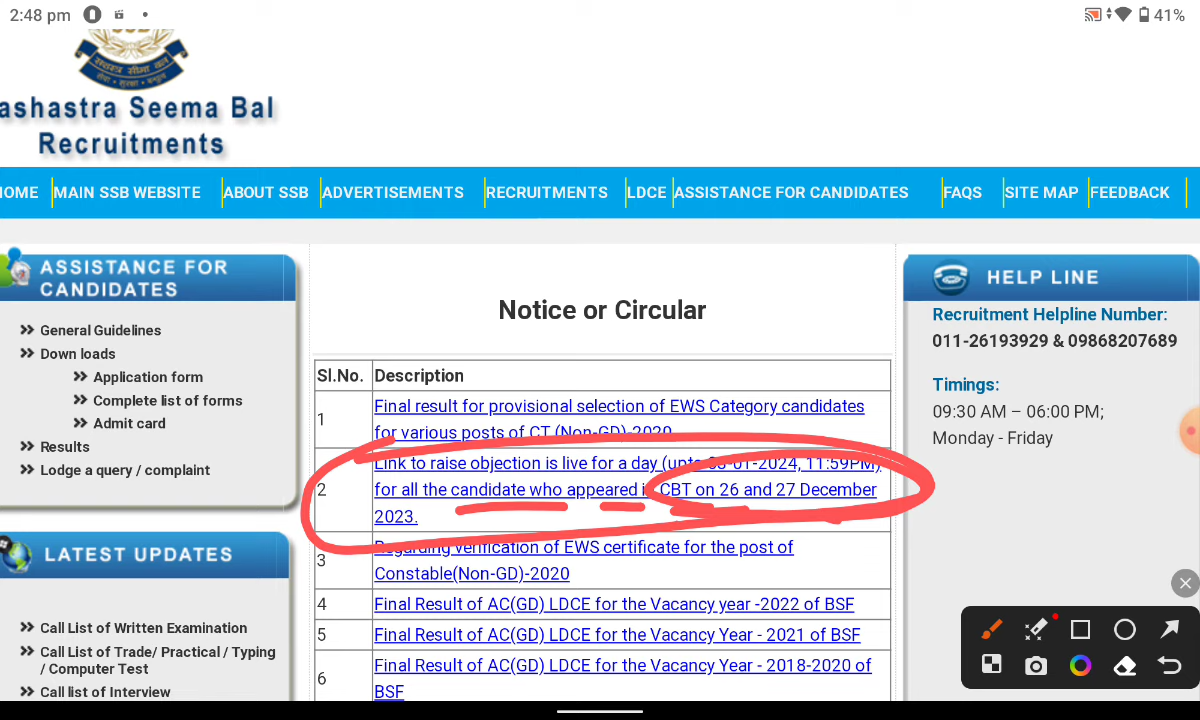 2:48 pm
41%
ashastra Seema Bal
Recruitments
HOME MAIN SSB WEBSITE ABOUT SSB ADVERTISEMENTS RECRUITMENTS LDCE ASSISTANCE FOR CANDIDATES FAQS SITE MAP FEEDBACK
ASSISTANCE FOR
CANDIDATES
General Guidelines
Down loads
Application form
Complete list of forms
Admit card
Results
Lodge a query / complaint
LATEST UPDATES
Call List of Written Examination
Call List of Trade/ Practical / Typing
/ Computer Test
Call list of Interview
Notice or Circular
Sl.No. Description
1
Final result for provisional selection of EWS Category candidates
for various posts of CT (Non-GD)-2020
2
Link to raise objection is live for a day (upto 03-01-2024, 11:59PM)
for all the candidate who appeared in CBT on 26 and 27 December
2023.
3
Regarding verification of EWS certificate for the post of
Constable(Non-GD)-2020
4 Final Result of AC(GD) LDCE for the Vacancy year -2022 of BSF
5 Final Result of AC(GD) LDCE for the Vacancy Year - 2021 of BSF
6
Final Result of AC(GD) LDCE for the Vacancy Year - 2018-2020 of
BSF
HELP LINE
Recruitment Helpline Number:
011-26193929 & 09868207689
Timings:
09:30 AM – 06:00 PM;
Monday - Friday